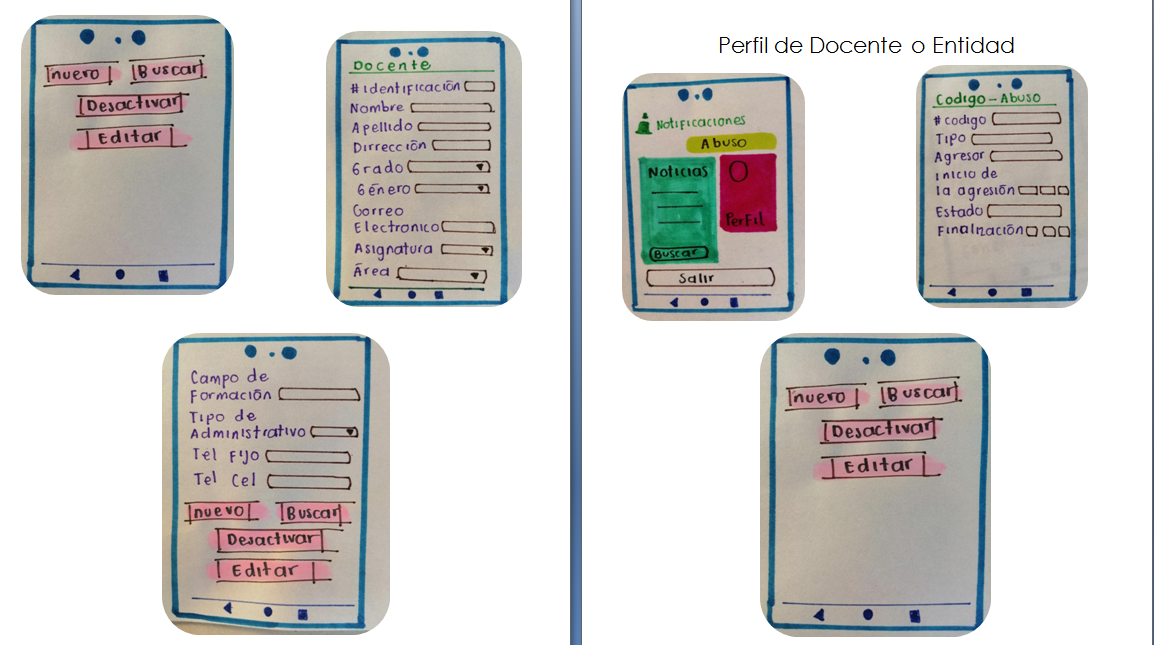 nuevo Buscar
Desactivar
Editar
Docente
# Identificación
Nombre
Apellido
Dirrección
Grado
Género
Correo
Electronico
Asignatura
Área
Campo de
Formación
Tipo de
Administrativo
Tel Fijo
Tel Cel
nuevo Buscar
Desactivar
Editar
Perfil de Docente o Entidad
Notificaciones
Abuso
Noticias
Perfil
Buscar
Salir
Codigo - Abuso
# codigo
Tipo
Agresor
inicio de
la agresión
Estado
Finalización
nuevo Buscar
Desactivar
Editar